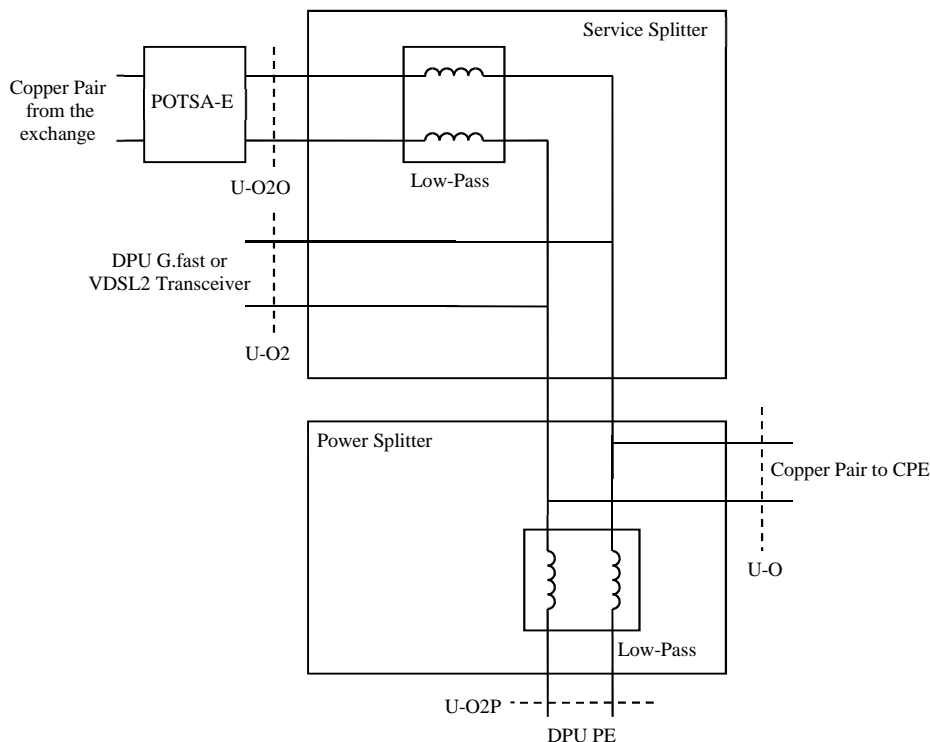 Service Splitter
Copper Pair
from the
exchange
POTSA-E
Low-Pass
U-O2O
DPU G.fast or
VDSL2 Transceiver
U-O2
Power Splitter
Copper Pair to CPE
U-O
Low-Pass
U-O2P
DPU PE